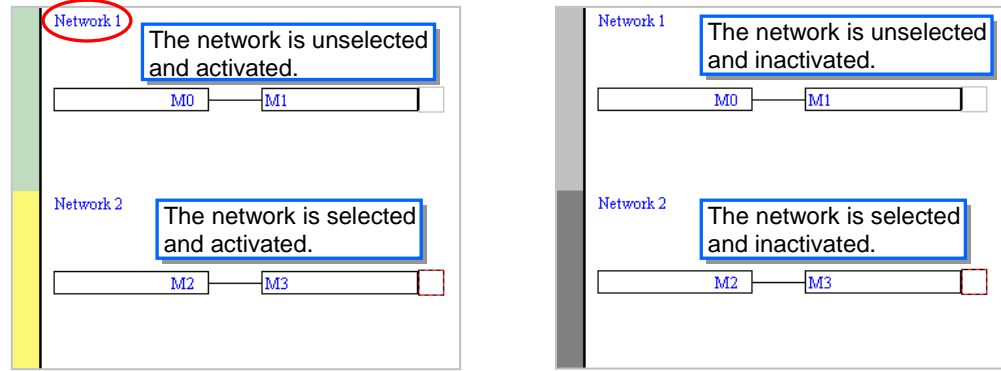 Network 1
The network is unselected
and activated.
M0 M1
Network 2
The network is selected
and activated.
M2 M3
Network 1
The network is unselected
and inactivated.
M0 M1
Network 2
The network is selected
and inactivated.
M2 M3